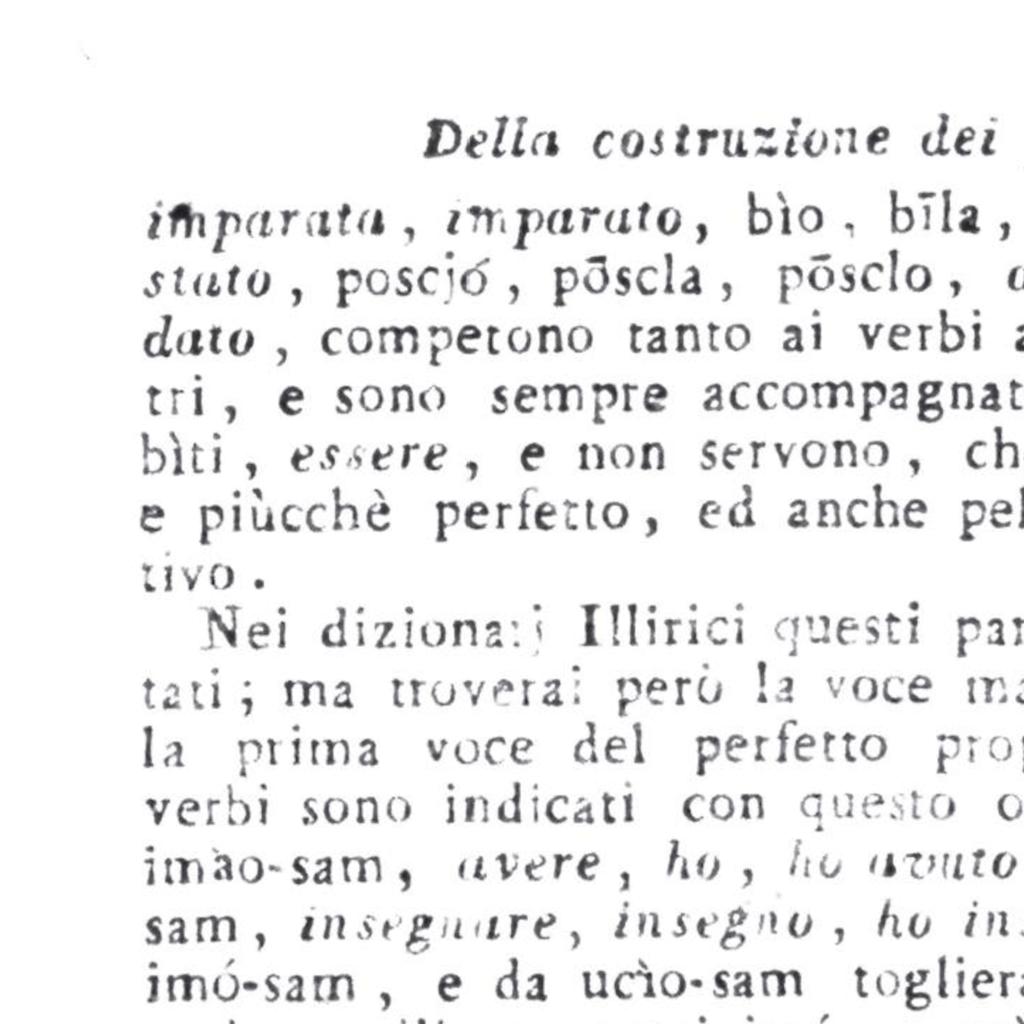 Della costruzione dei
imparata, imparato, bìo, bīla,
stato, poscjó, pōscla, pōsclo,
dato, competono tanto ai verbi
tri, e sono sempre accompagnat
bìti, essere, e non servono, ch
e piùcchè perfetto, ed anche pel
tivo.
Nei dizionarj Illirici questi par
tati; ma troverai però la voce ma
la prima voce del perfetto prop
verbi sono indicati con questo o
imào-sam, avere, ho, ho avuto
sam, insegnare, insegno, ho in
imó-sam, e da ucìo-sam togliera